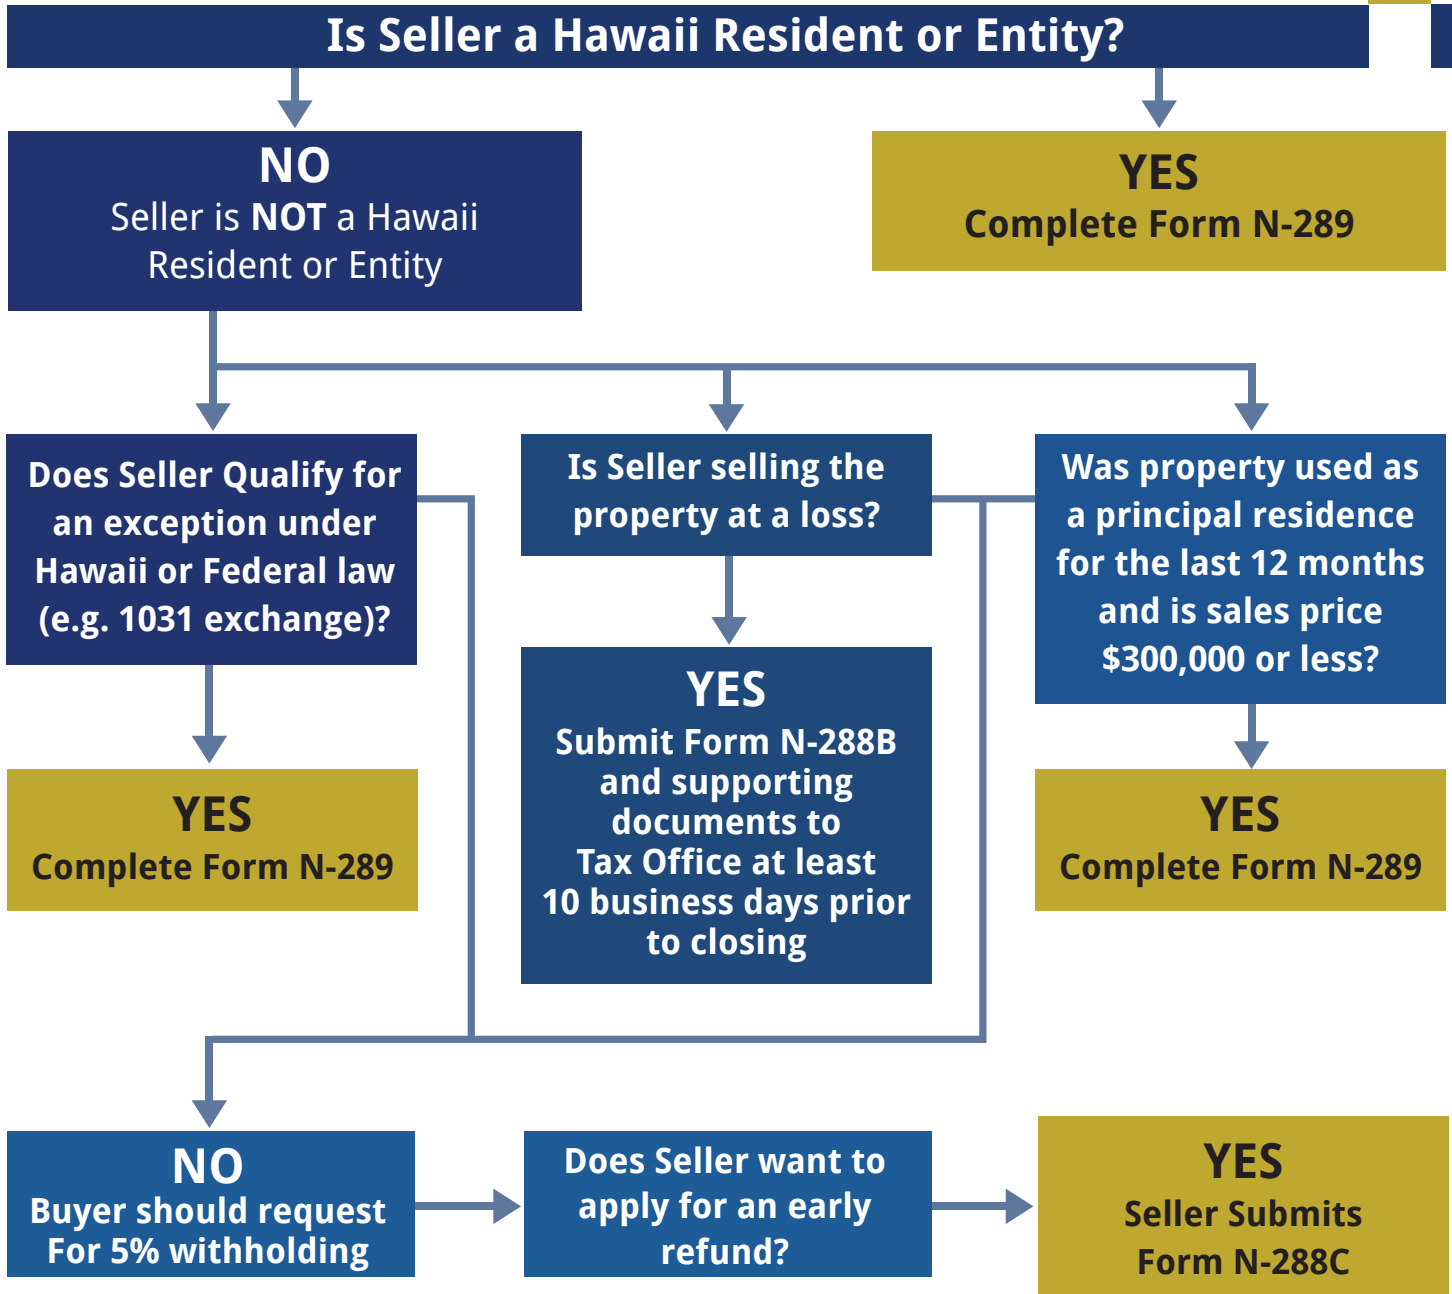 Is Seller a Hawaii Resident or Entity?
NO
Seller is NOT a Hawaii
Resident or Entity
YES
Complete Form N-289
Does Seller Qualify for
an exception under
Hawaii or Federal law
(e.g. 1031 exchange)?
Is Seller selling the
property at a loss?
Was property used as
a principal residence
for the last 12 months
and is sales price
$300,000 or less?
YES
Complete Form N-289
YES
Submit Form N-288B
and supporting
documents to
Tax Office at least
10 business days prior
to closing
YES
Complete Form N-289
NO
Buyer should request
For 5% withholding
Does Seller want to
apply for an early
refund?
YES
Seller Submits
Form N-288C